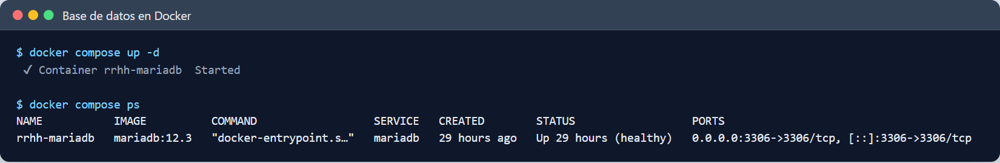 Base de datos en Docker
$ docker compose up -d
✓ Container rrhh-mariadb  Started
$ docker compose ps
NAME           IMAGE          COMMAND                  SERVICE   CREATED        STATUS                  PORTS
rrhh-mariadb   mariadb:12.3   "docker-entrypoint.s…"   mariadb   29 hours ago   Up 29 hours (healthy)   0.0.0.0:3306->3306/tcp, [::]:3306->3306/tcp